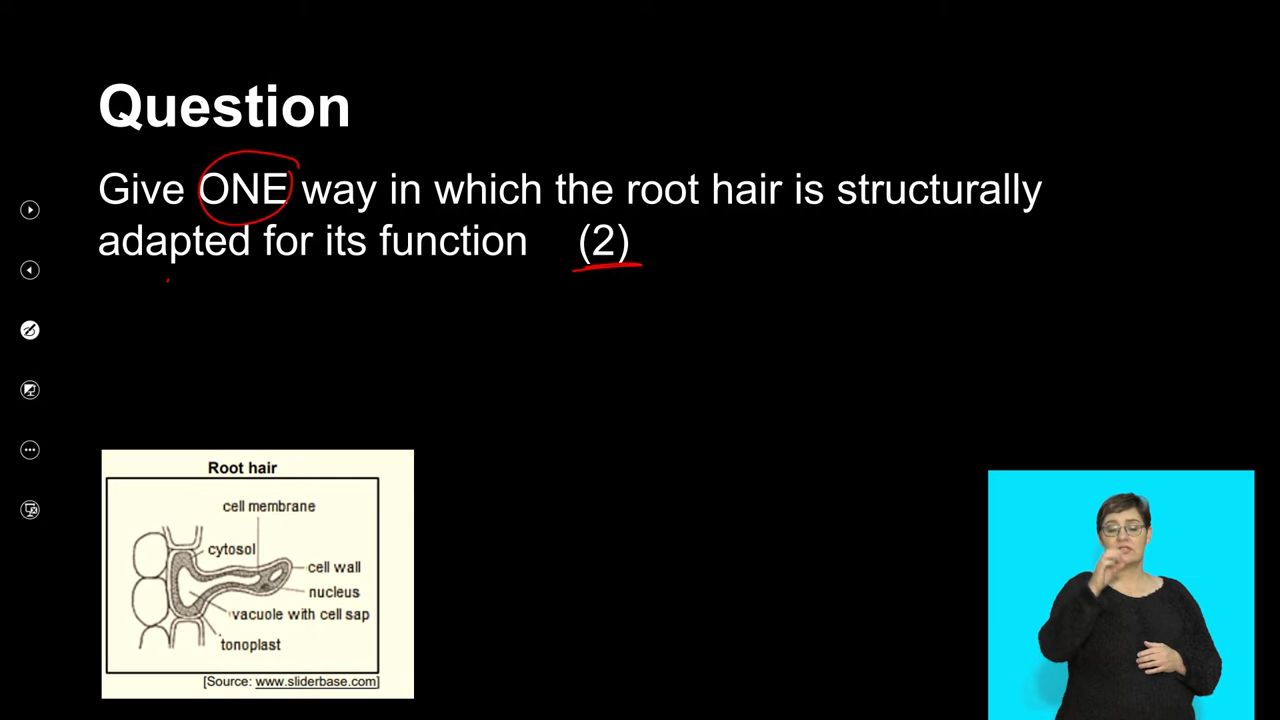 Question
Give ONE way in which the root hair is structurally
adapted for its function (2)
Root hair
cell membrane
cytosol
cell wall
nucleus
vacuole with cell sap
tonoplast
[Source: www.sliderbase.com]